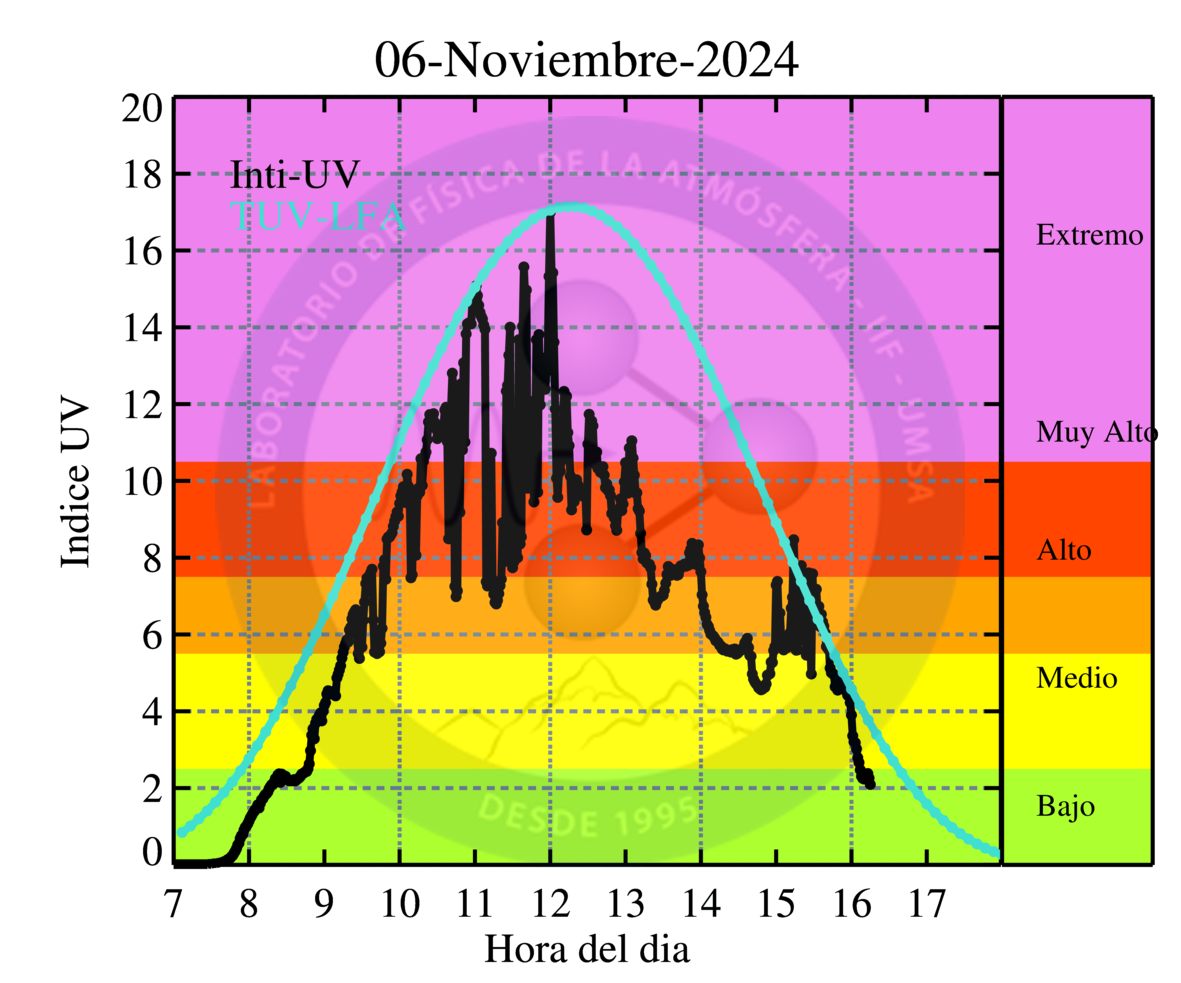 06-Noviembre-2024
20
18
16
14
12
10
8
6
4
2
0
Indice UV
Inti-UV
TUV-LFA
LABORATORIO DE FÍSICA DE LA ATMÓSFERA - IIF - UMSA
DESDE 1995
Extremo
Muy Alto
Alto
Medio
Bajo
7 8 9 10 11 12 13 14 15 16 17
Hora del dia